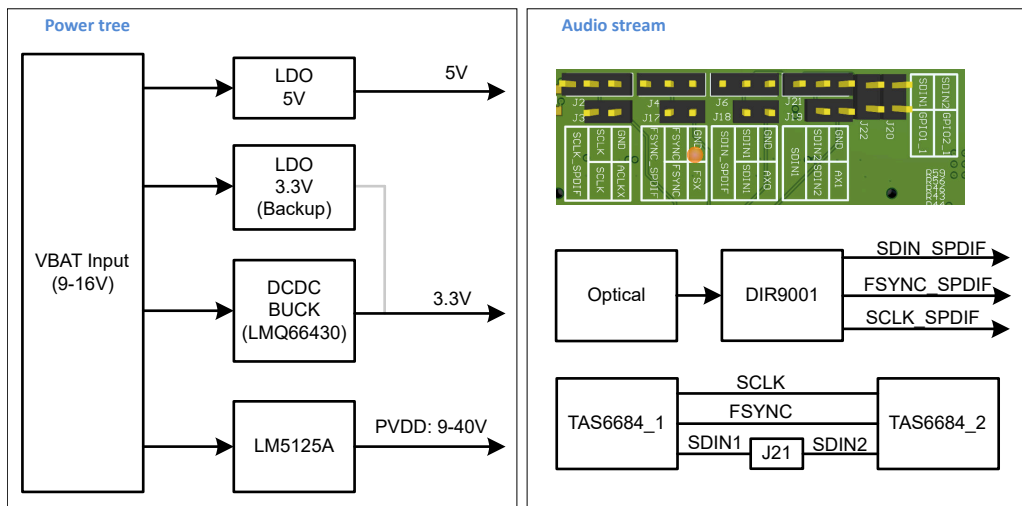 Power tree
VBAT Input
(9-16V)
LDO
5V
5V
LDO
3.3V
(Backup)
DCDC
BUCK
(LMQ66430)
3.3V
LM5125A
PVDD: 9-40V
Audio stream
J2
J4
J6
J21
J3
J17
J18
J19
J22
J20
SCLK_SPDIF
SCLK
SCLK
GND
ACLKX
FSYNC_SPDIF
FSYNC
FSYNC
GND
FSX
SDIN_SPDIF
SDIN1
SDIN1
GND
AX0
SDIN1
SDIN2
SDIN2
GND
AX1
SDIN1
GPIO1_1
SDIN2
GPIO2_1
Optical
DIR9001
SDIN_SPDIF
FSYNC_SPDIF
SCLK_SPDIF
TAS6684_1
SCLK
FSYNC
SDIN1
J21
SDIN2
TAS6684_2